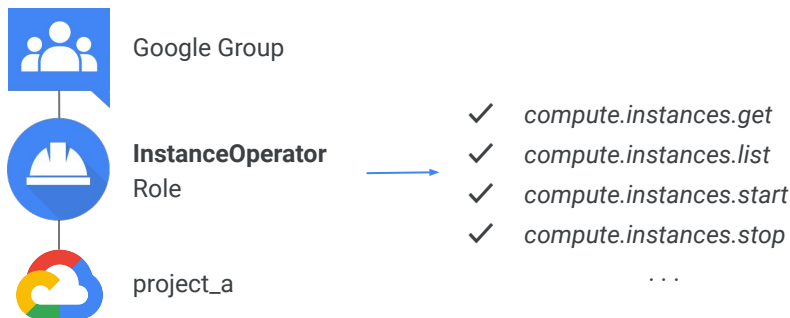 Google Group
InstanceOperator
Role
project_a
compute.instances.get
compute.instances.list
compute.instances.start
compute.instances.stop
. . .